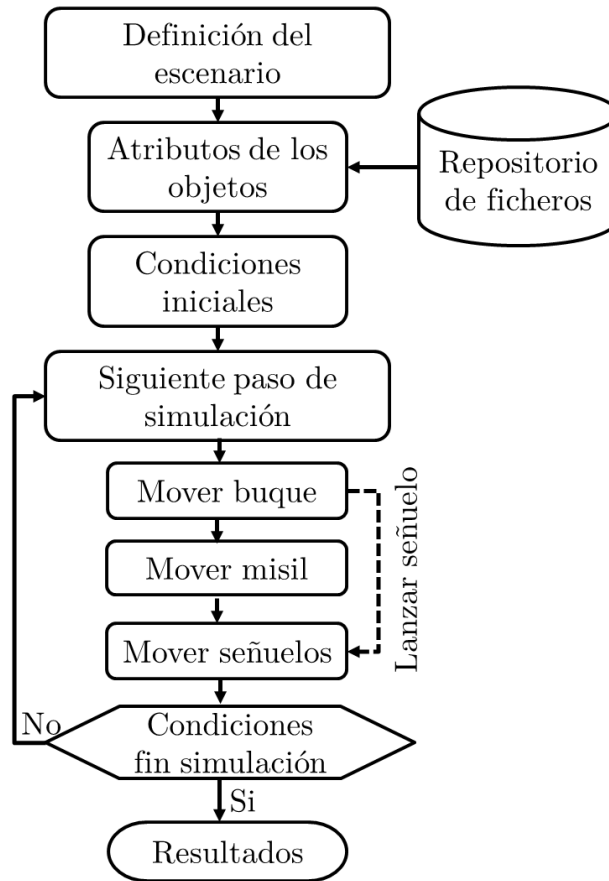 Definición del
escenario
Atributos de los
objetos
Repositorio
de ficheros
Condiciones
iniciales
Siguiente paso de
simulación
Mover buque
Lanzar señuelo
Mover misil
Mover señuelos
No
Condiciones
fin simulación
Si
Resultados